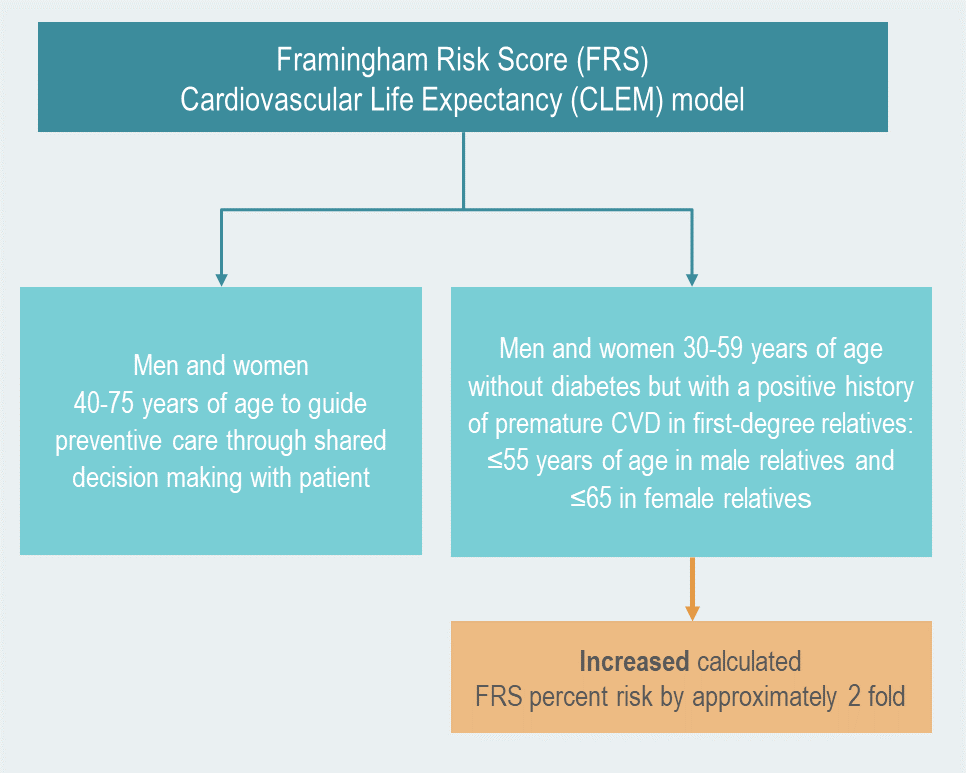 Framingham Risk Score (FRS)
Cardiovascular Life Expectancy (CLEM) model
Men and women
40-75 years of age to guide
preventive care through shared
decision making with patient
Men and women 30-59 years of age
without diabetes but with a positive history
of premature CVD in first-degree relatives:
≤55 years of age in male relatives and
≤65 in female relatives
Increased calculated
FRS percent risk by approximately 2 fold